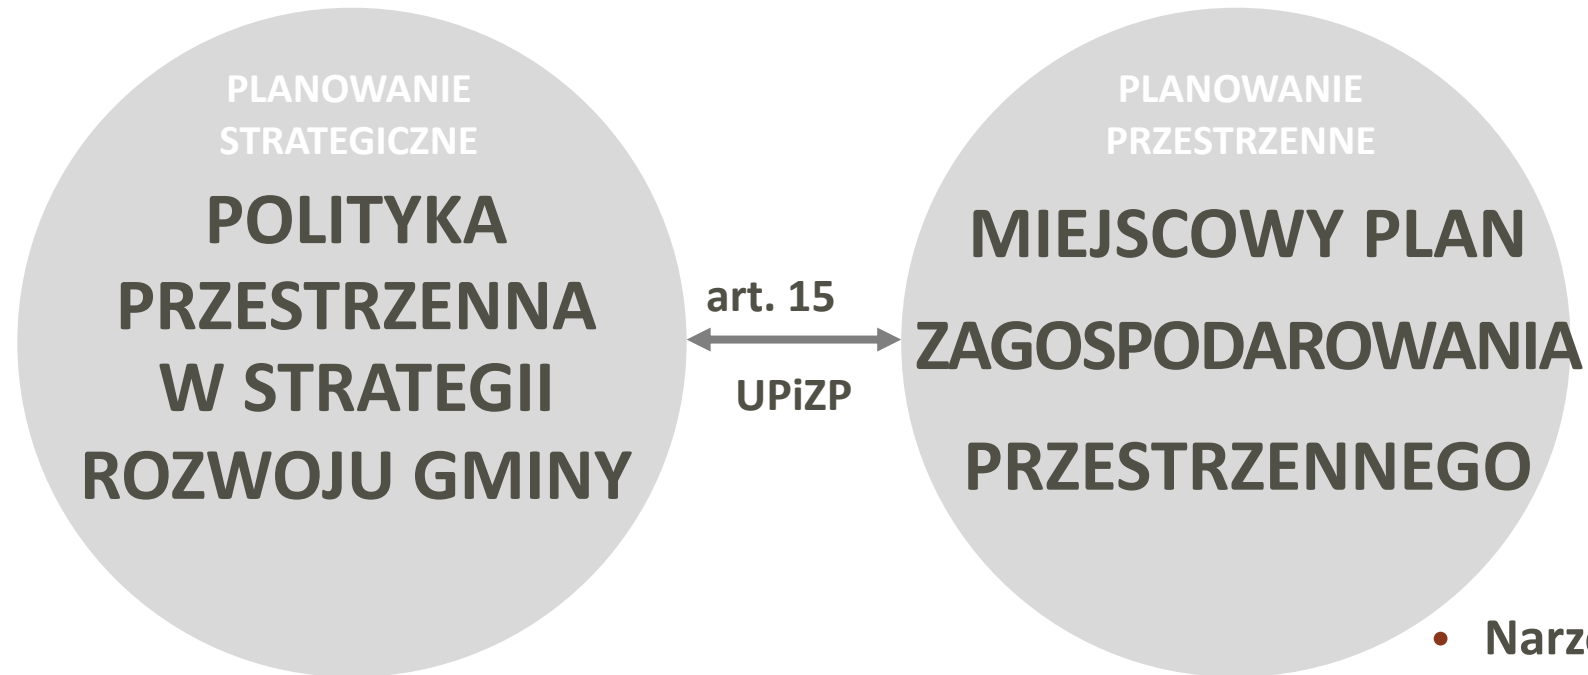 PLANOWANIE
STRATEGICZNE
POLITYKA
PRZESTRZENNA
W STRATEGII
ROZWOJU GMINY
art. 15
UPiZP
PLANOWANIE
PRZESTRZENNE
MIEJSCOWY PLAN
ZAGOSPODAROWANIA
PRZESTRZENNEGO